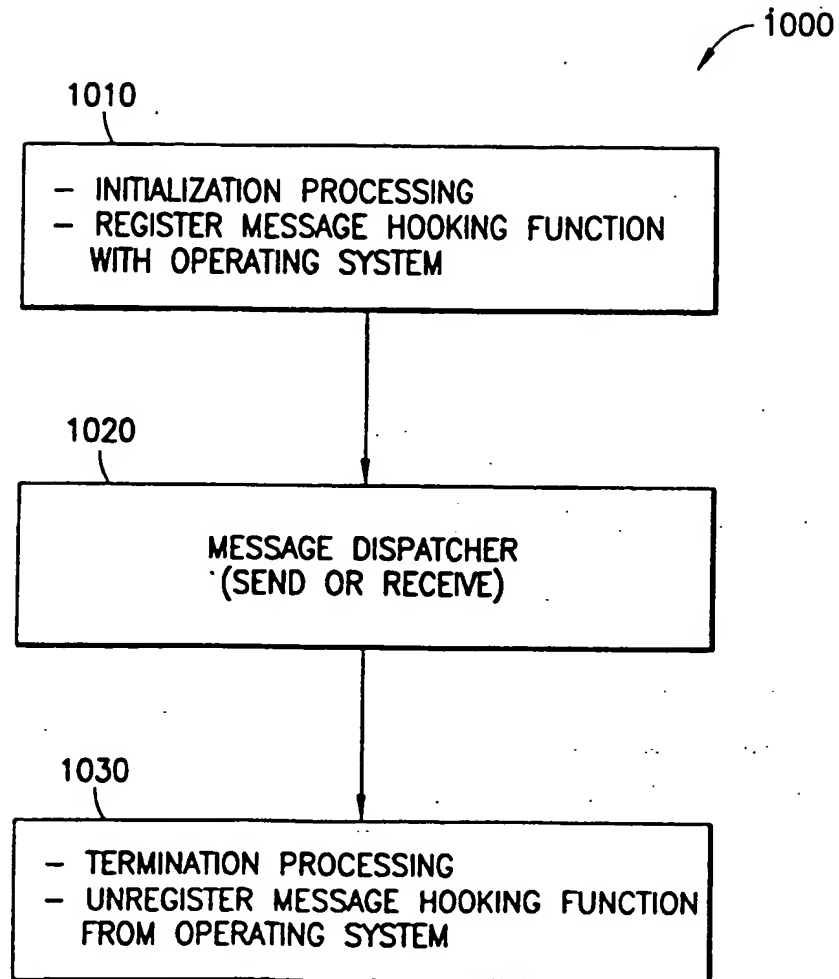 1000
1010
- INITIALIZATION PROCESSING
- REGISTER MESSAGE HOOKING FUNCTION
WITH OPERATING SYSTEM
1020
MESSAGE DISPATCHER
(SEND OR RECEIVE)
1030
- TERMINATION PROCESSING
- UNREGISTER MESSAGE HOOKING FUNCTION
FROM OPERATING SYSTEM